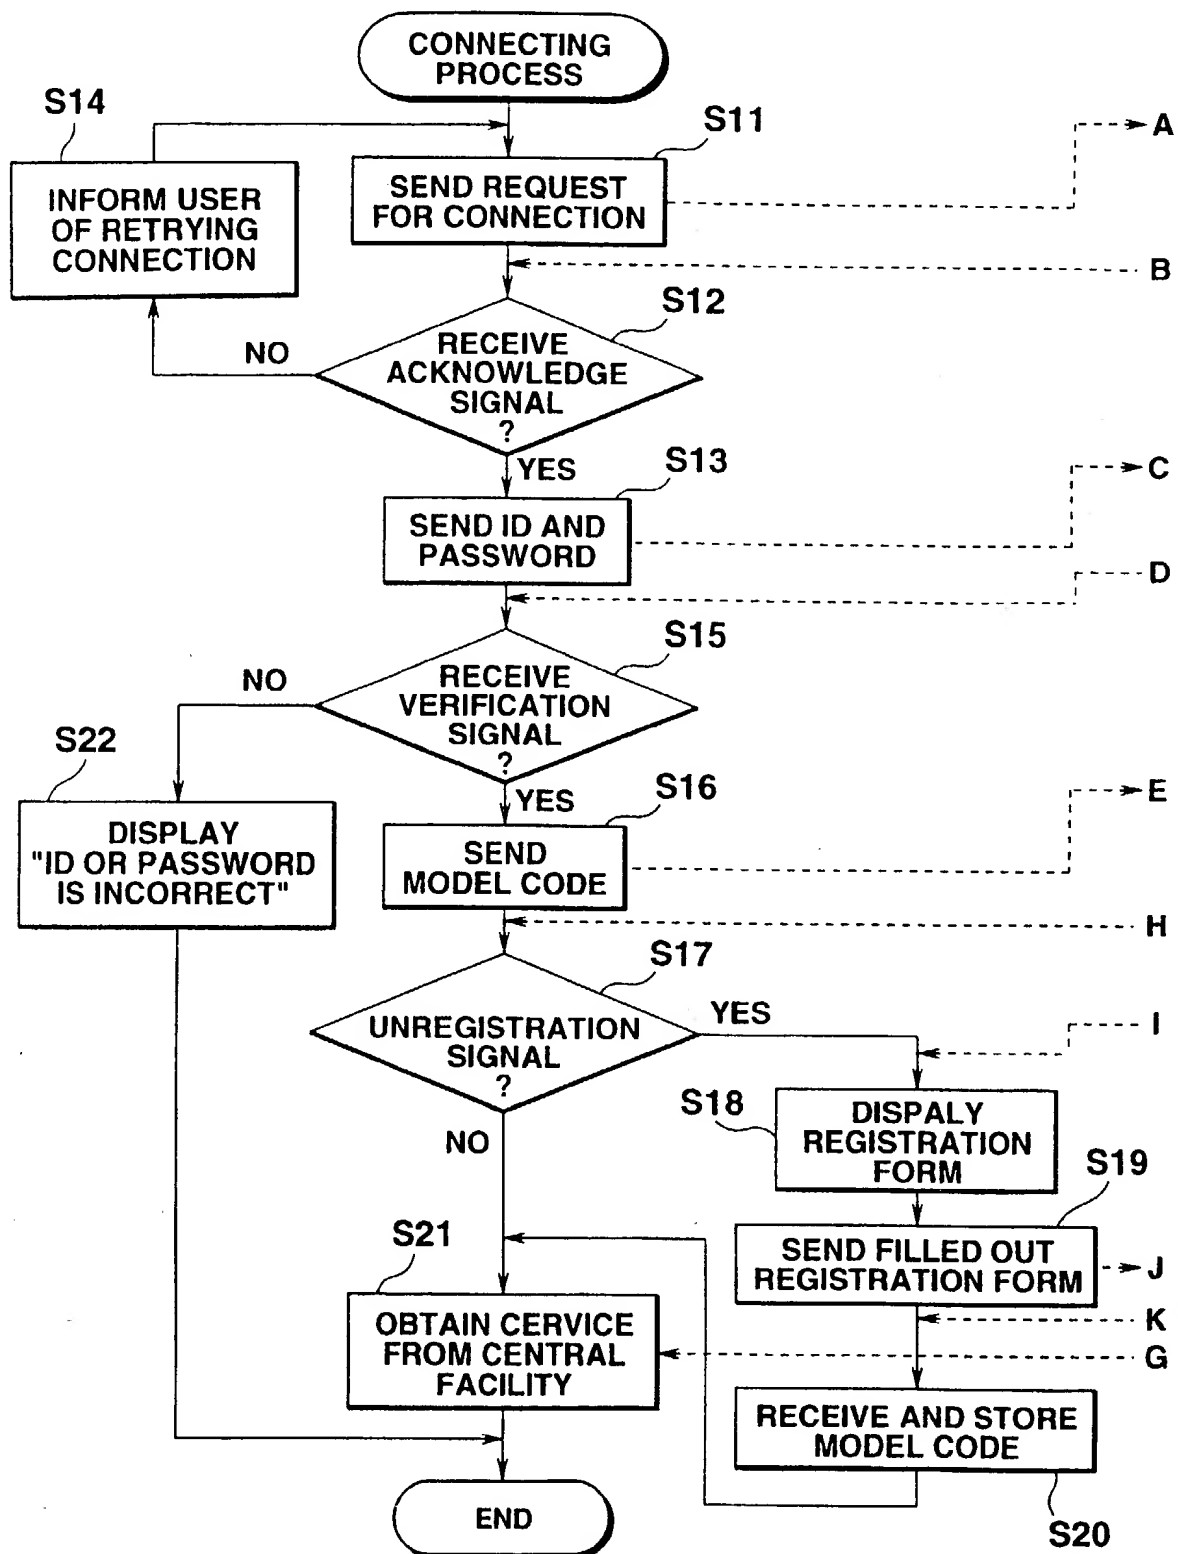 CONNECTING
PROCESS
S14
S11
A
INFORM USER
OF RETRYING
CONNECTION
SEND REQUEST
FOR CONNECTION
B
S12
NO
RECEIVE
ACKNOWLEDGE
SIGNAL
?
YES
S13
C
SEND ID AND
PASSWORD
D
S15
NO
RECEIVE
VERIFICATION
SIGNAL
?
S22
YES
S16
E
DISPLAY
"ID OR PASSWORD
IS INCORRECT"
SEND
MODEL CODE
H
S17
UNREGISTRATION
SIGNAL
?
YES
I
NO
S18
DISPALY
REGISTRATION
FORM
S19
S21
SEND FILLED OUT
REGISTRATION FORM
J
K
OBTAIN CERVICE
FROM CENTRAL
FACILITY
G
RECEIVE AND STORE
MODEL CODE
END
S20